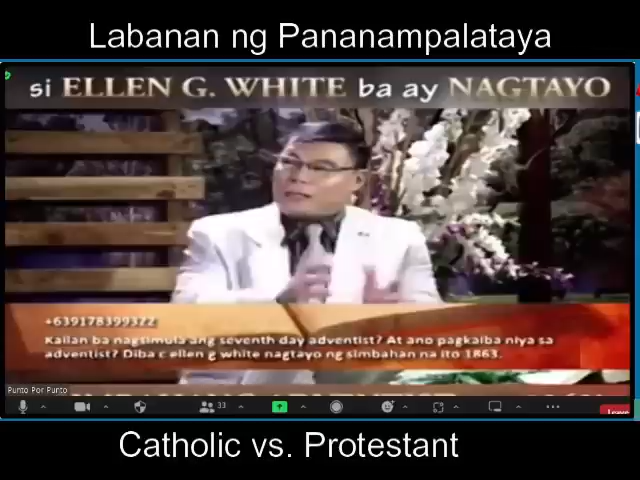 Labanan ng Pananampalataya
si ELLEN G. WHITE ba ay NAGTAYO
+639178399322
Kailan ba nagsimula ang seventh day adventist? At ano pagkaiba niya sa
adventist? Diba c ellen g white nagtayo ng simbahan na ito 1863.
Punto Por Punto
33
Leave
Catholic vs. Protestant